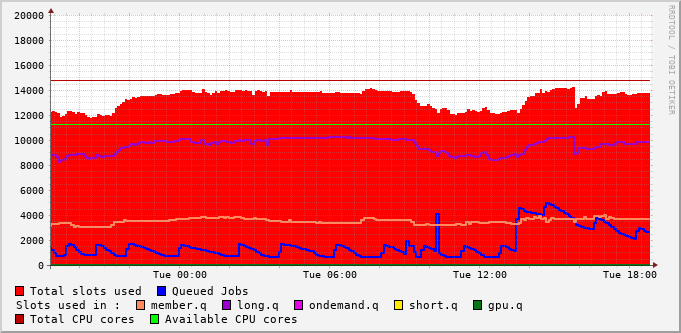 RRDTOOL / TOBI OETIKER
20000
18000
16000
14000
12000
10000
8000
6000
4000
2000
0
Tue 00:00 Tue 06:00 Tue 12:00 Tue 18:00
Total slots used Queued Jobs
Slots used in : member.q long.q ondemand.q short.q gpu.q
Total CPU cores Available CPU cores